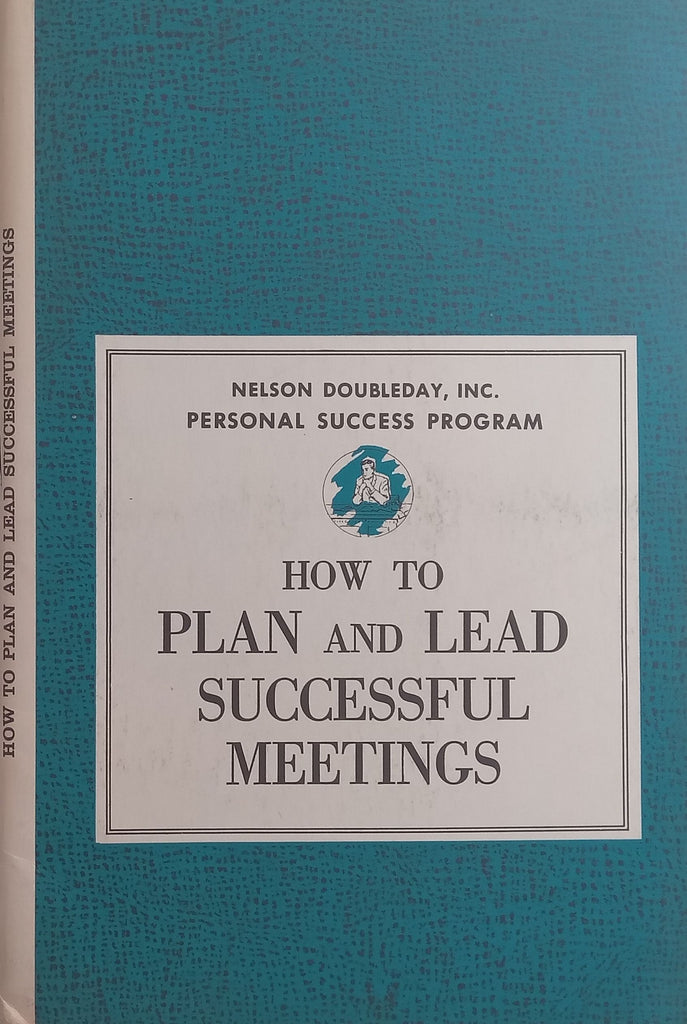 HOW TO PLAN AND LEAD SUCCESSFUL MEETINGS
NELSON DOUBLEDAY, INC.
PERSONAL SUCCESS PROGRAM
HOW TO
PLAN AND LEAD
SUCCESSFUL
MEETINGS